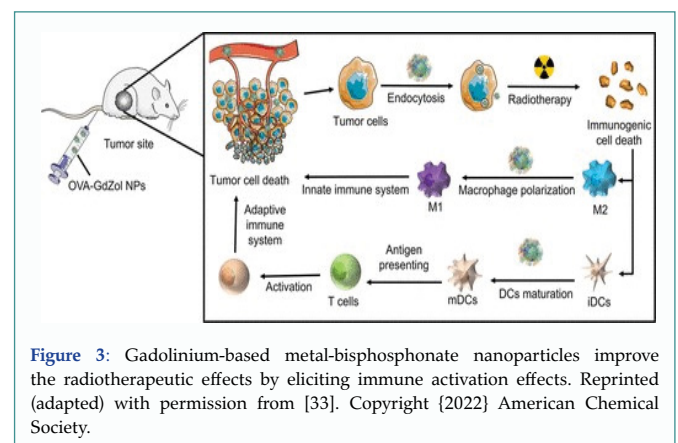 Tumor cells
Endocytosis
Radiotherapy
Immunogenic
cell death
Tumor site
OVA-GdZol NPs
Tumor cell death
Innate immune system
M1
Macrophage polarization
M2
Adaptive
immune
system
Activation
T cells
Antigen
presenting
mDCs
DCs maturation
iDCs
Figure 3: Gadolinium-based metal-bisphosphonate nanoparticles improve
the radiotherapeutic effects by eliciting immune activation effects. Reprinted
(adapted) with permission from [33]. Copyright {2022} American Chemical
Society.